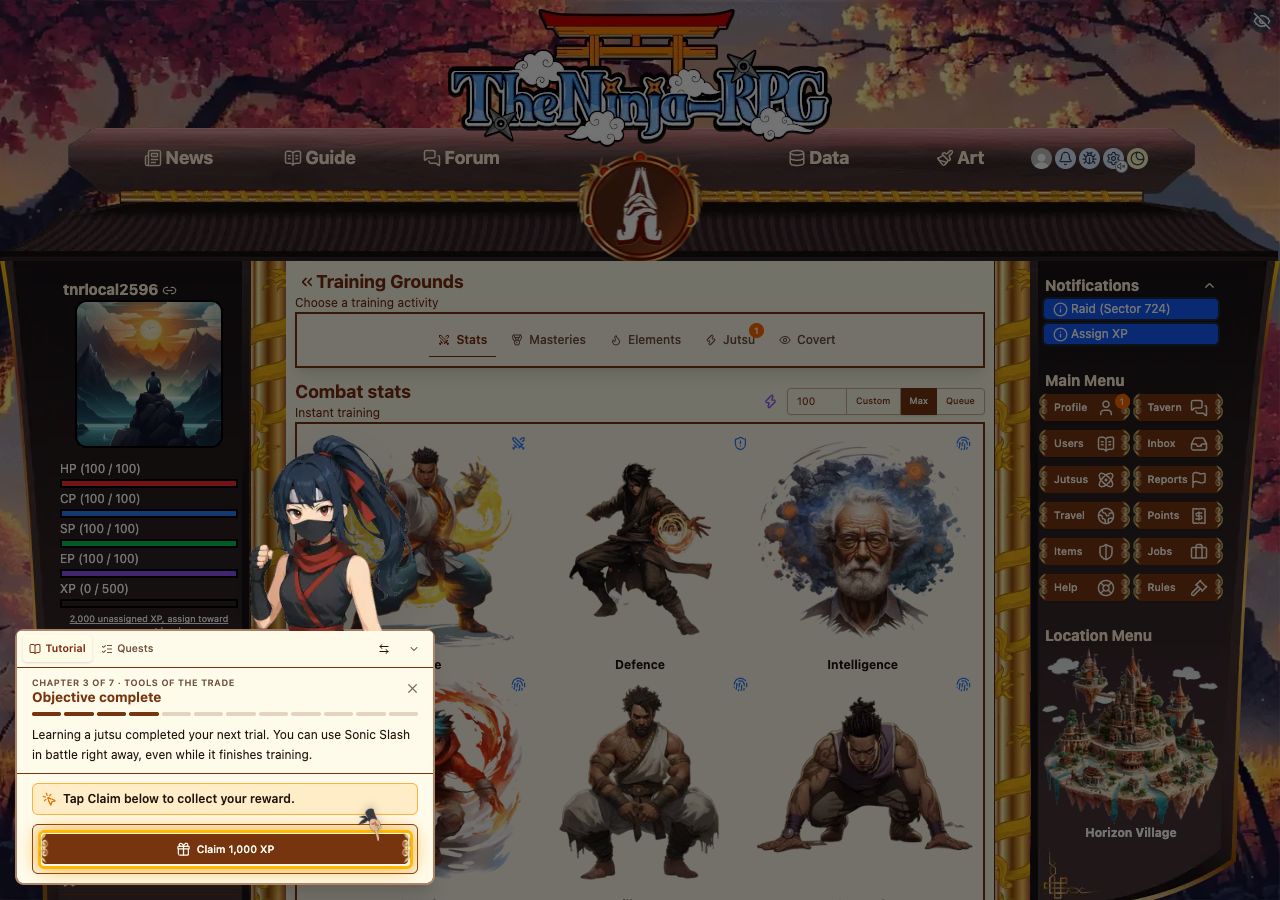 TheNinja-RPG
News
Guide
Forum
Data
Art
tnrlocal2596
HP (100 / 100)
CP (100 / 100)
SP (100 / 100)
EP (100 / 100)
XP (0 / 500)
2,000 unassigned XP, assign toward
Training Grounds
Choose a training activity
Stats
Masteries
Elements
Jutsu
1
Covert
Combat stats
Instant training
100
Custom
Max
Queue
Defence
Intelligence
Notifications
Raid (Sector 724)
Assign XP
Main Menu
Profile
1
Tavern
Users
Inbox
Jutsus
Reports
Travel
Points
Items
Jobs
Help
Rules
Location Menu
Horizon Village
Tutorial
Quests
CHAPTER 3 OF 7 · TOOLS OF THE TRADE
Objective complete
Learning a jutsu completed your next trial. You can use Sonic Slash
in battle right away, even while it finishes training.
Tap Claim below to collect your reward.
Claim 1,000 XP